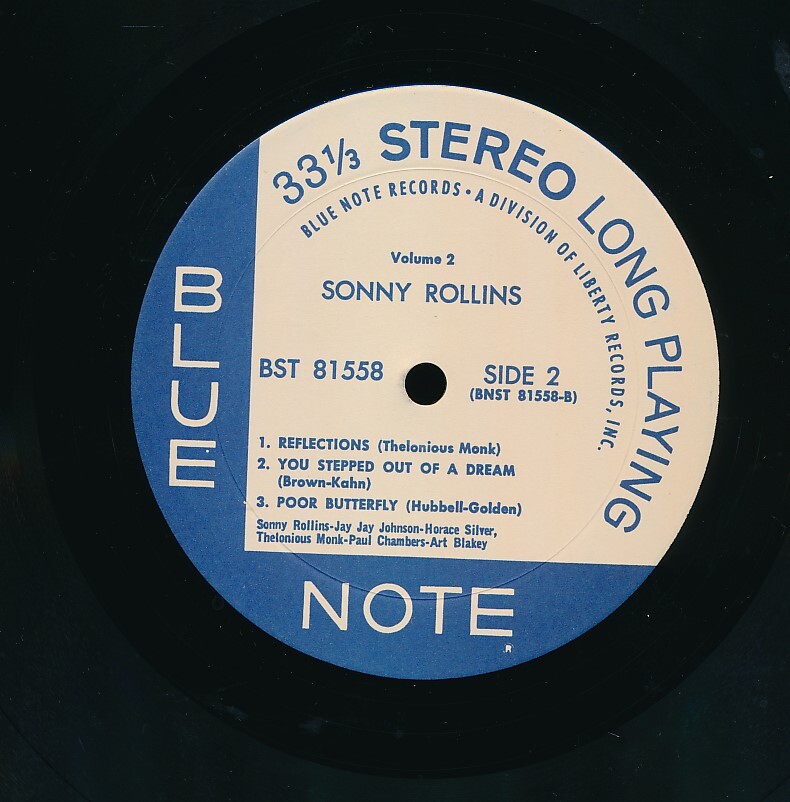 33⅓ STEREO LONG PLAYING
BLUE NOTE RECORDS • A DIVISION OF LIBERTY RECORDS, INC.
Volume 2
SONNY ROLLINS
BST 81558
SIDE 2
(BNST 81558-B)
1. REFLECTIONS (Thelonious Monk)
2. YOU STEPPED OUT OF A DREAM
(Brown-Kahn)
3. POOR BUTTERFLY (Hubbell-Golden)
Sonny Rollins-Jay Jay Johnson-Horace Silver,
Thelonious Monk-Paul Chambers-Art Blakey
BLUE
NOTE
R